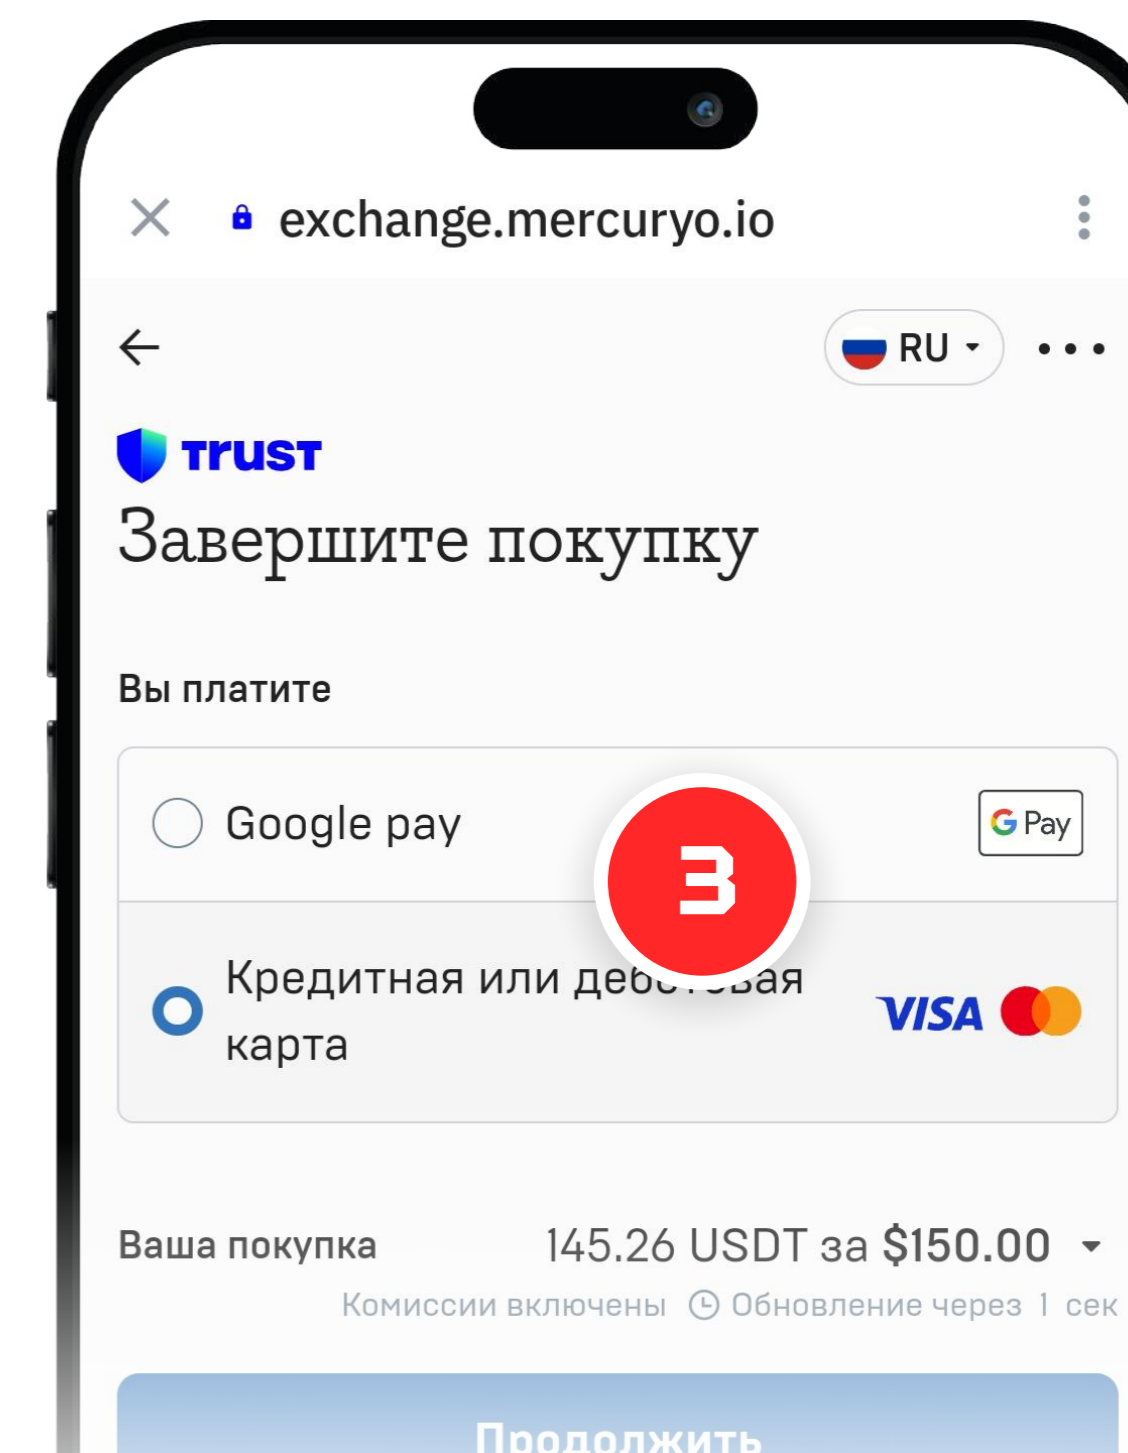 exchange.mercuryo.io
RU
TRUST
Завершите покупку
Вы платите
Google pay
G Pay
3
Кредитная или
карта
VISA
Ваша покупка 145.26 USDT за $150.00
Комиссии включены Обновление через 1 сек
Продолжить